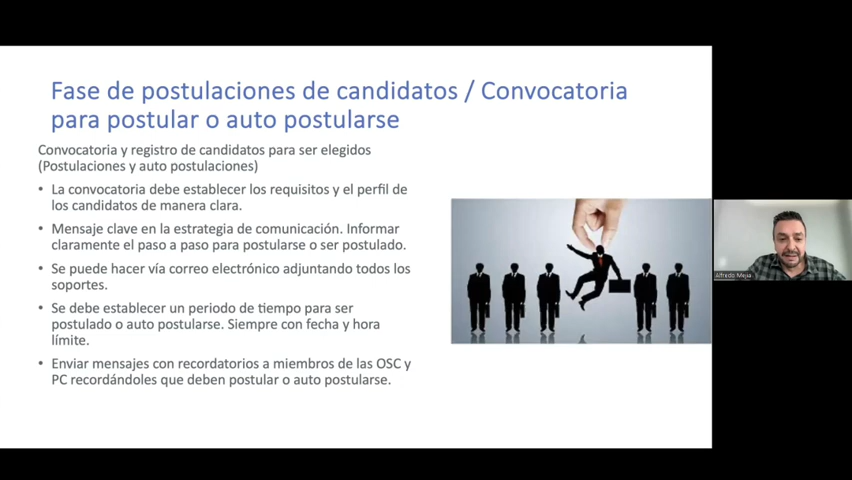 Fase de postulaciones de candidatos / Convocatoria
para postular o auto postularse
Convocatoria y registro de candidatos para ser elegidos
(Postulaciones y auto postulaciones)
• La convocatoria debe establecer los requisitos y el perfil de
los candidatos de manera clara.
• Mensaje clave en la estrategia de comunicación. Informar
claramente el paso a paso para postularse o ser postulado.
• Se puede hacer vía correo electrónico adjuntando todos los
soportes.
• Se debe establecer un periodo de tiempo para ser
postulado o auto postularse. Siempre con fecha y hora
límite.
• Enviar mensajes con recordatorios a miembros de las OSC y
PC recordándoles que deben postular o auto postularse.
Alfredo Mejia